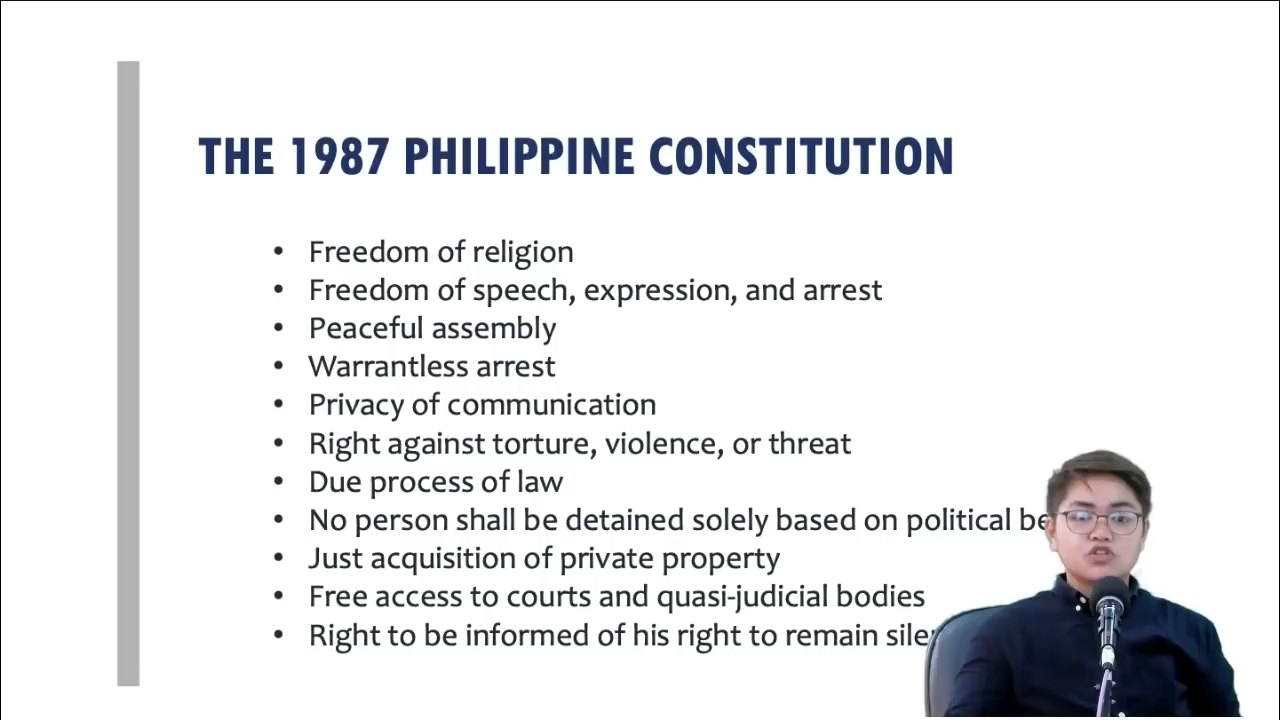 THE 1987 PHILIPPINE CONSTITUTION
• Freedom of religion
• Freedom of speech, expression, and arrest
• Peaceful assembly
• Warrantless arrest
• Privacy of communication
• Right against torture, violence, or threat
• Due process of law
• No person shall be detained solely based on political
• Just acquisition of private property
• Free access to courts and quasi-judicial bodies
• Right to be informed of his right to remain